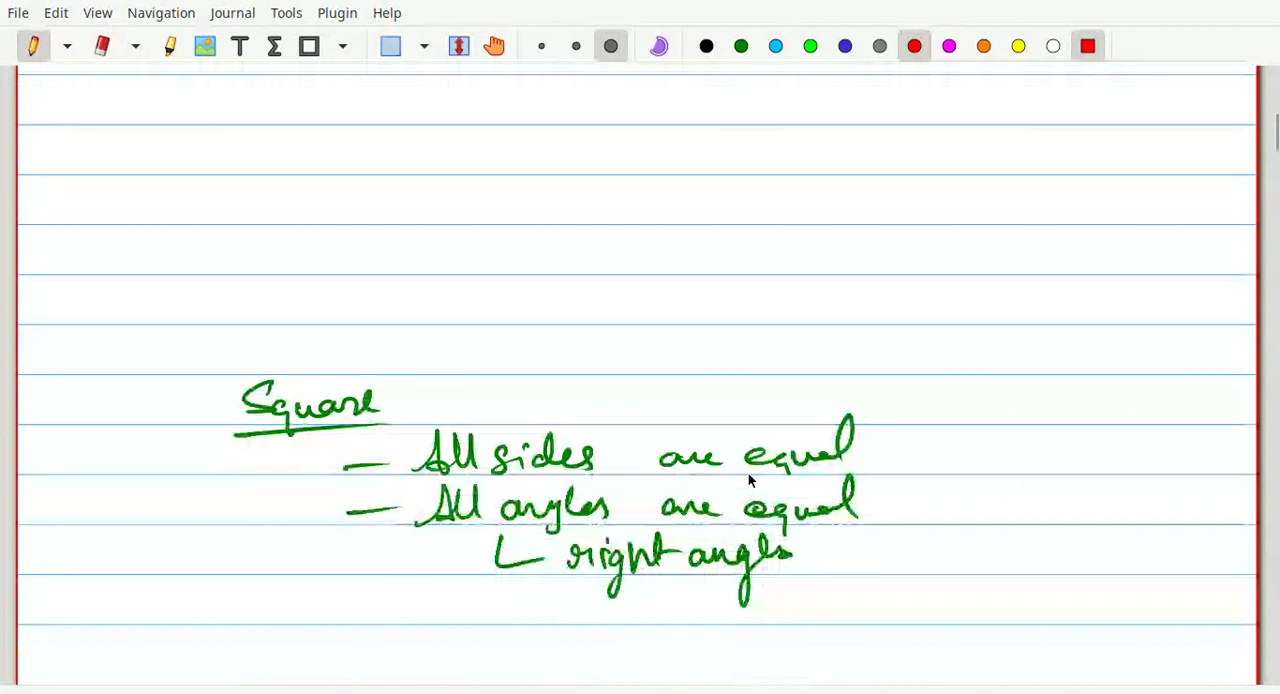 File Edit View Navigation Journal Tools Plugin Help
Square
— All sides are equal
— All angles are equal
∟ right angles